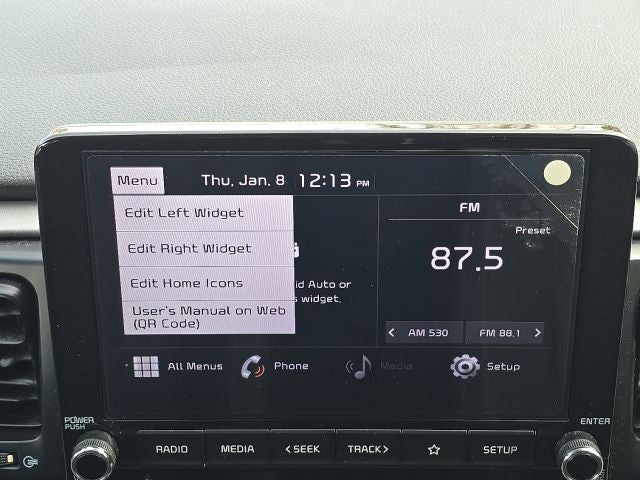 Menu Thu, Jan. 8 12:13 PM
Edit Left Widget
Edit Right Widget
Edit Home Icons
User's Manual on Web
(QR Code)
id Auto or
s widget.
FM
Preset
87.5
< AM 530 FM 88.1 >
All Menus Phone Media Setup
POWER
PUSH
ENTER
RADIO MEDIA <SEEK TRACK> SETUP